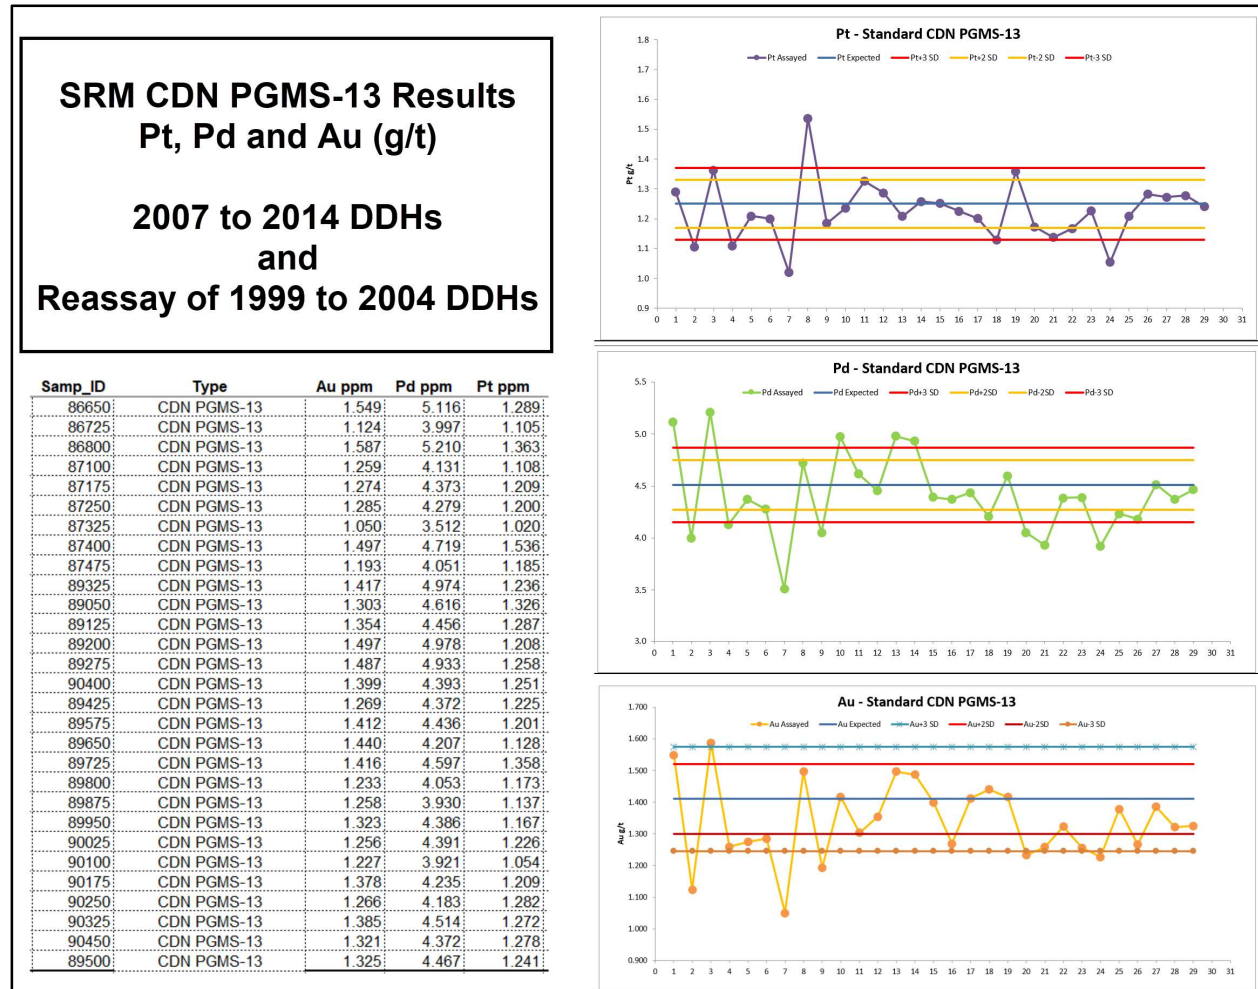 SRM CDN PGMS-13 Results
Pt, Pd and Au (g/t)
2007 to 2014 DDHs
and
Reassay of 1999 to 2004 DDHs
Samp_ID Type Au ppm Pd ppm Pt ppm
86650 CDN PGMS-13 1.549 5.116 1.289
86725 CDN PGMS-13 1.124 3.997 1.105
86800 CDN PGMS-13 1.587 5.210 1.363
87100 CDN PGMS-13 1.259 4.131 1.108
87175 CDN PGMS-13 1.274 4.373 1.209
87250 CDN PGMS-13 1.285 4.279 1.200
87325 CDN PGMS-13 1.050 3.512 1.020
87400 CDN PGMS-13 1.497 4.719 1.536
87475 CDN PGMS-13 1.193 4.051 1.185
89325 CDN PGMS-13 1.417 4.974 1.236
89050 CDN PGMS-13 1.303 4.616 1.326
89125 CDN PGMS-13 1.354 4.456 1.287
89200 CDN PGMS-13 1.497 4.978 1.208
89275 CDN PGMS-13 1.487 4.933 1.258
90400 CDN PGMS-13 1.399 4.393 1.251
89425 CDN PGMS-13 1.269 4.372 1.225
89575 CDN PGMS-13 1.412 4.436 1.201
89650 CDN PGMS-13 1.440 4.207 1.128
89725 CDN PGMS-13 1.416 4.597 1.358
89800 CDN PGMS-13 1.233 4.053 1.173
89875 CDN PGMS-13 1.258 3.930 1.137
89950 CDN PGMS-13 1.323 4.386 1.167
90025 CDN PGMS-13 1.256 4.391 1.226
90100 CDN PGMS-13 1.227 3.921 1.054
90175 CDN PGMS-13 1.378 4.235 1.209
90250 CDN PGMS-13 1.266 4.183 1.282
90325 CDN PGMS-13 1.385 4.514 1.272
90450 CDN PGMS-13 1.321 4.372 1.278
89500 CDN PGMS-13 1.325 4.467 1.241
Pt - Standard CDN PGMS-13
Pt Assayed Pt Expected Pt+3 SD Pt+2 SD Pt-2 SD Pt-3 SD
Pt g/t
1.8
1.7
1.6
1.5
1.4
1.3
1.2
1.1
1.0
0.9
0 1 2 3 4 5 6 7 8 9 10 11 12 13 14 15 16 17 18 19 20 21 22 23 24 25 26 27 28 29 30 31
Pd - Standard CDN PGMS-13
Pd Assayed Pd Expected Pd+3 SD Pd+2SD Pd-2SD Pd-3 SD
5.5
5.0
4.5
4.0
3.5
3.0
0 1 2 3 4 5 6 7 8 9 10 11 12 13 14 15 16 17 18 19 20 21 22 23 24 25 26 27 28 29 30 31
Au - Standard CDN PGMS-13
Au Assayed Au Expected Au+3 SD Au+2SD Au-2SD Au-3 SD
Au g/t
1.700
1.600
1.500
1.400
1.300
1.200
1.100
1.000
0.900
0 1 2 3 4 5 6 7 8 9 10 11 12 13 14 15 16 17 18 19 20 21 22 23 24 25 26 27 28 29 30 31